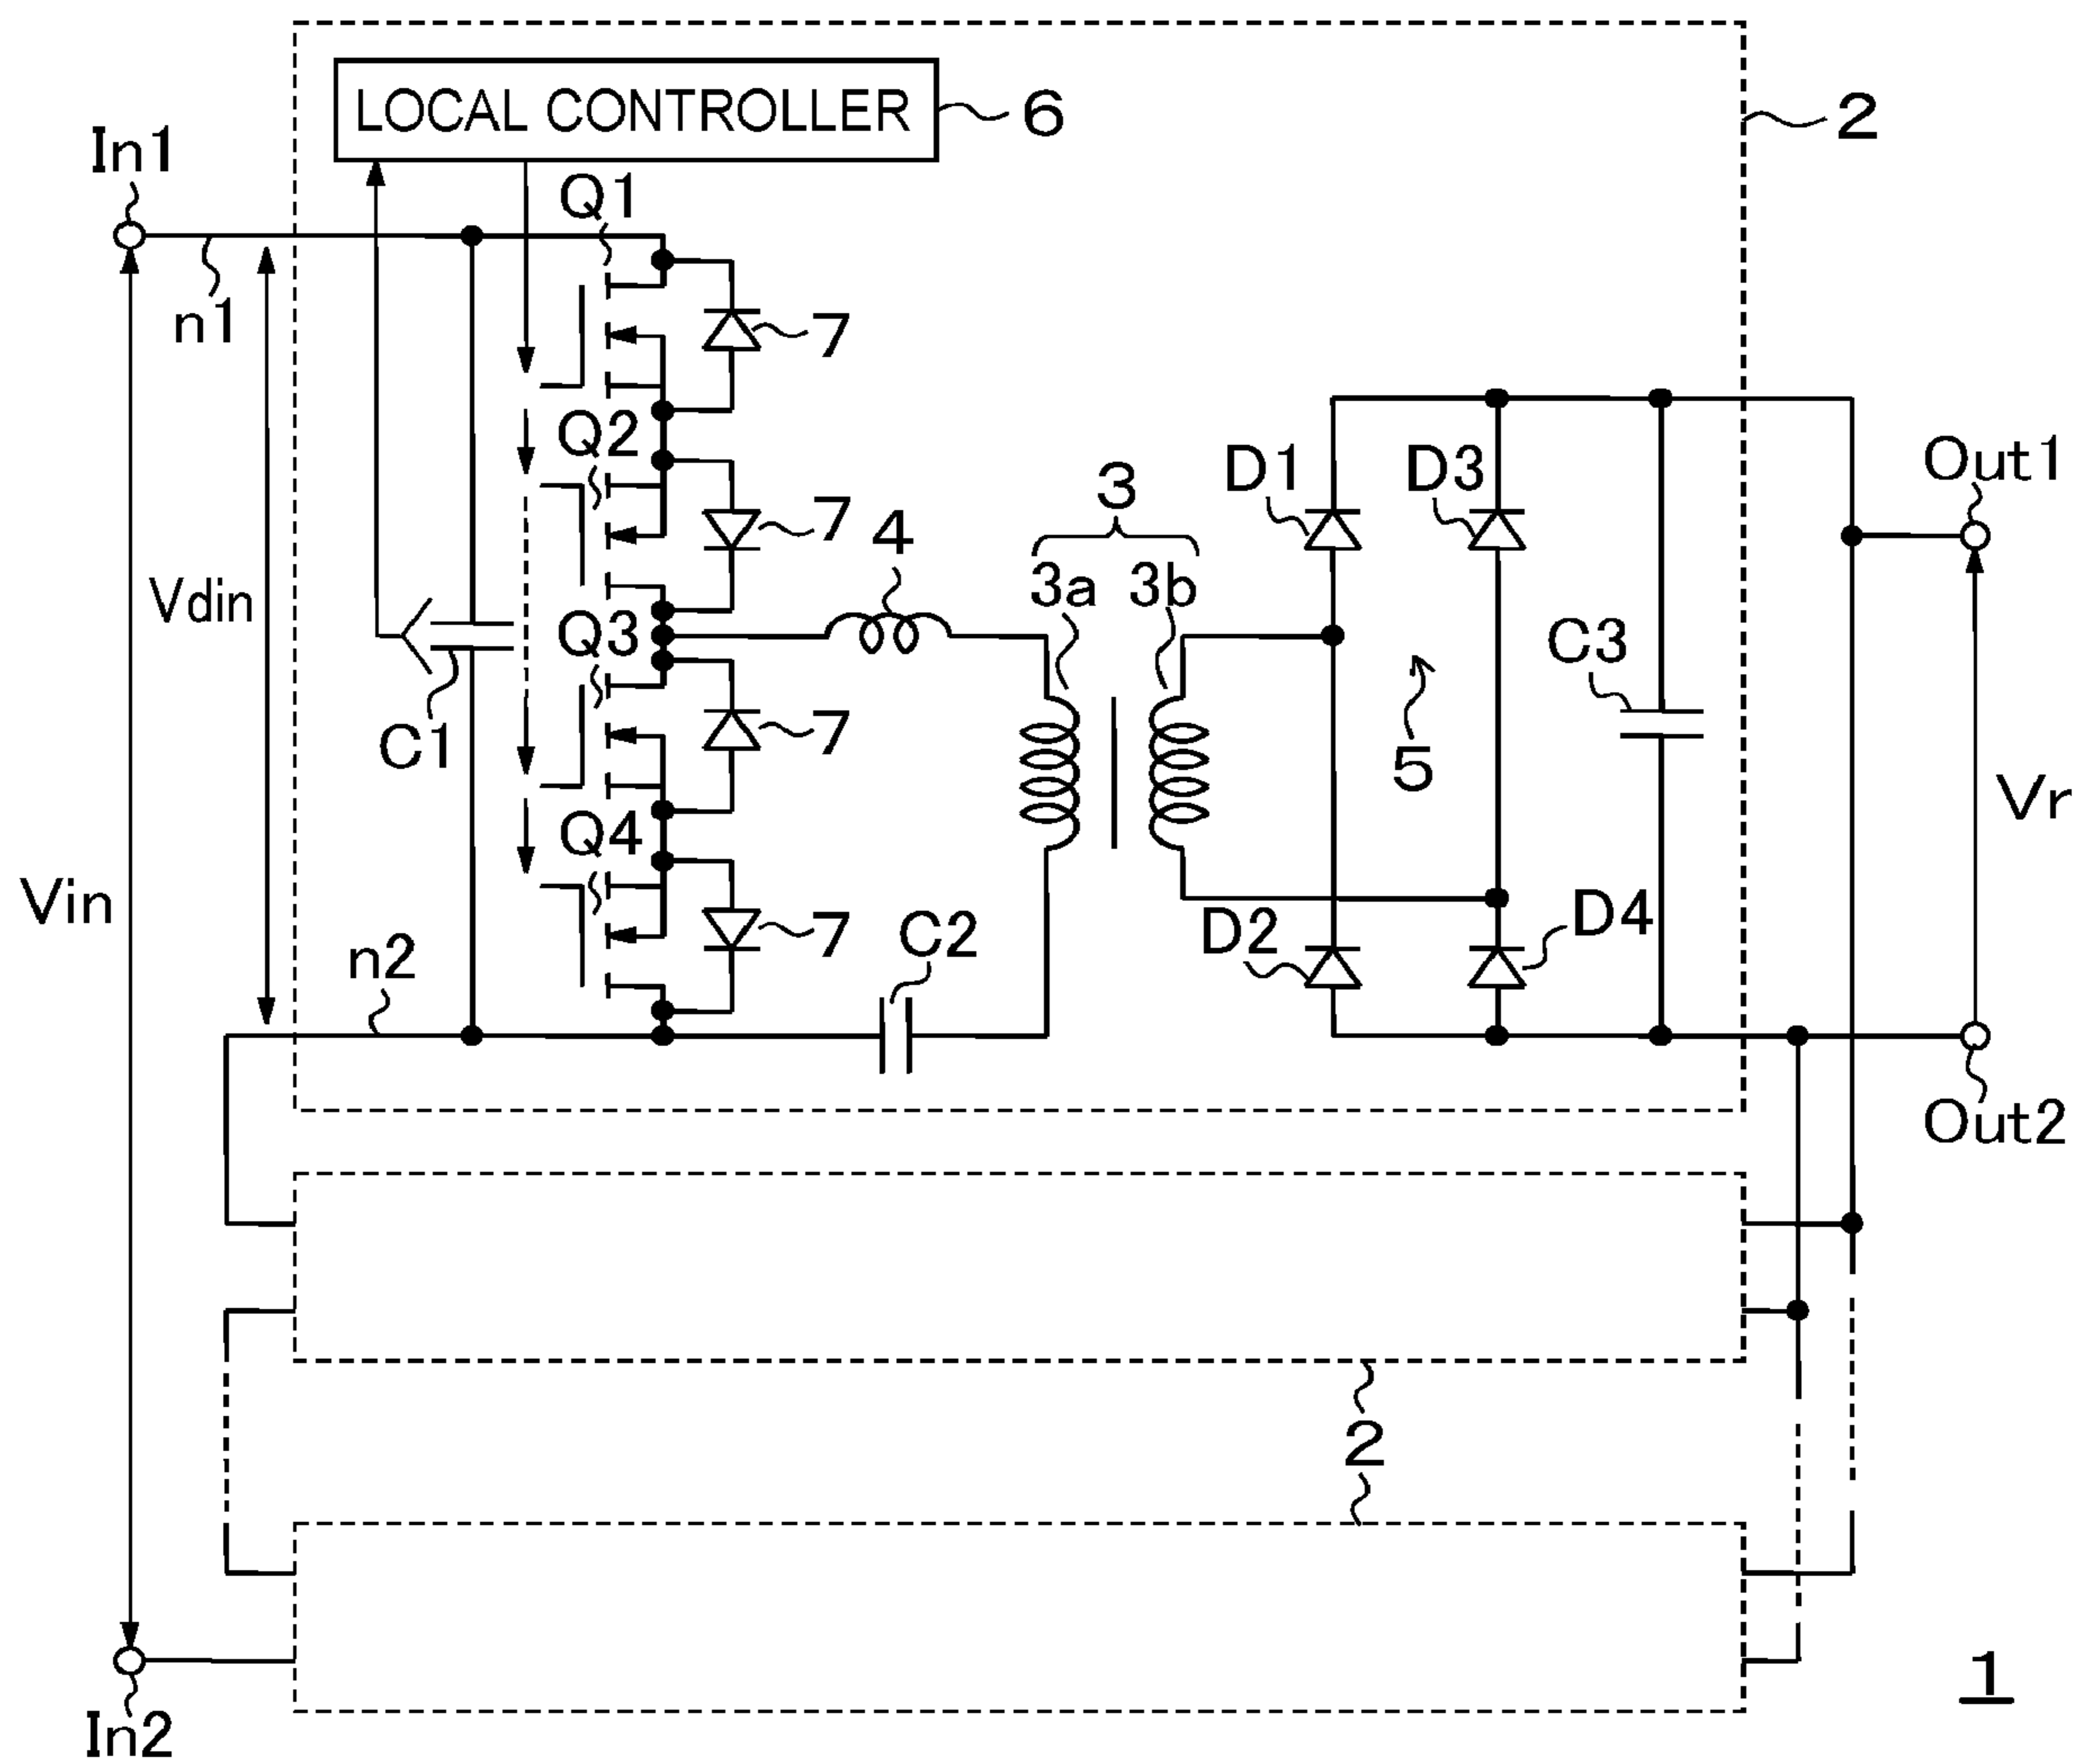 LOCAL CONTROLLER
6
2
In1
Q1
n1
7
Q2
D1
D3
Out1
3
7
4
Vdin
3a
3b
Q3
C3
C1
7
5
Vr
Q4
Vin
C2
D2
D4
7
n2
Out2
2
1
In2